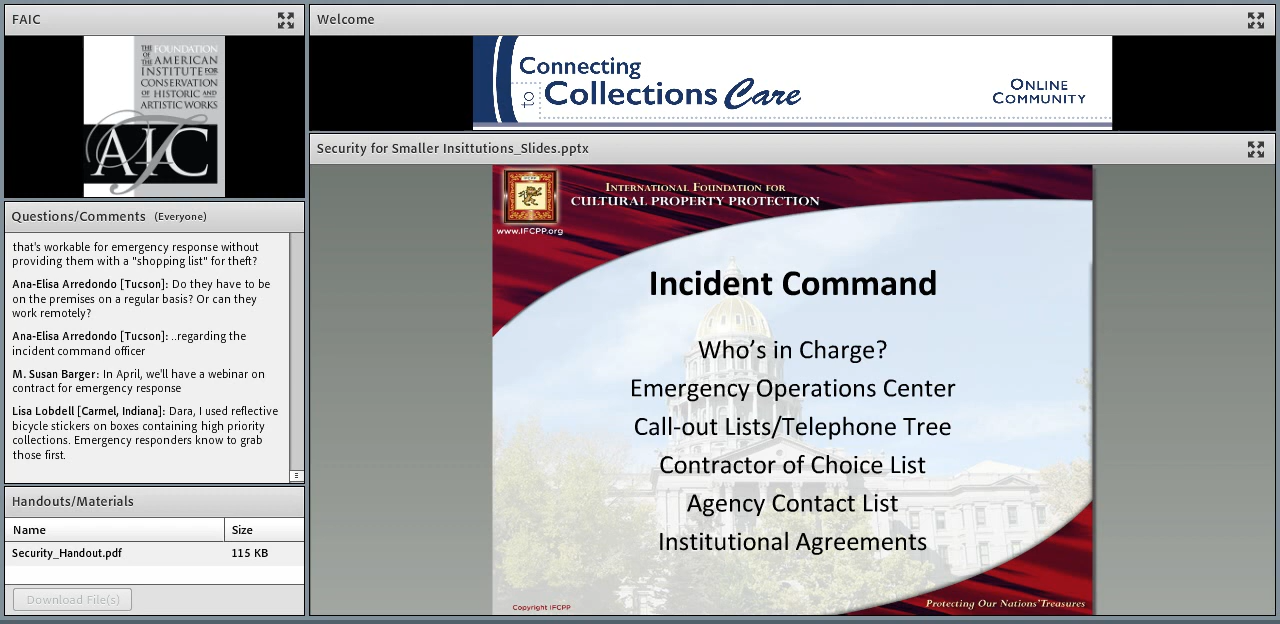 FAIC
THE FOUNDATION
OF THE AMERICAN
INSTITUTE FOR
CONSERVATION
OF HISTORIC AND
ARTISTIC WORKS
AIC
Questions/Comments (Everyone)
that's workable for emergency response without
providing them with a "shopping list" for theft?
Ana-Elisa Arredondo [Tucson]: Do they have to be
on the premises on a regular basis? Or can they
work remotely?
Ana-Elisa Arredondo [Tucson]: ..regarding the
incident command officer
M. Susan Barger: In April, we'll have a webinar on
contract for emergency response
Lisa Lobdell [Carmel, Indiana]: Dara, I used reflective
bicycle stickers on boxes containing high priority
collections. Emergency responders know to grab
those first.
Handouts/Materials
Name Size
Security_Handout.pdf 115 KB
Download File(s)
Welcome
Connecting
to Collections Care
ONLINE
COMMUNITY
Security for Smaller Insittutions_Slides.pptx
IFCPP
INTERNATIONAL FOUNDATION FOR
CULTURAL PROPERTY PROTECTION
www.IFCPP.org
Incident Command
Who's in Charge?
Emergency Operations Center
Call-out Lists/Telephone Tree
Contractor of Choice List
Agency Contact List
Institutional Agreements
Copyright IFCPP
Protecting Our Nations' Treasures